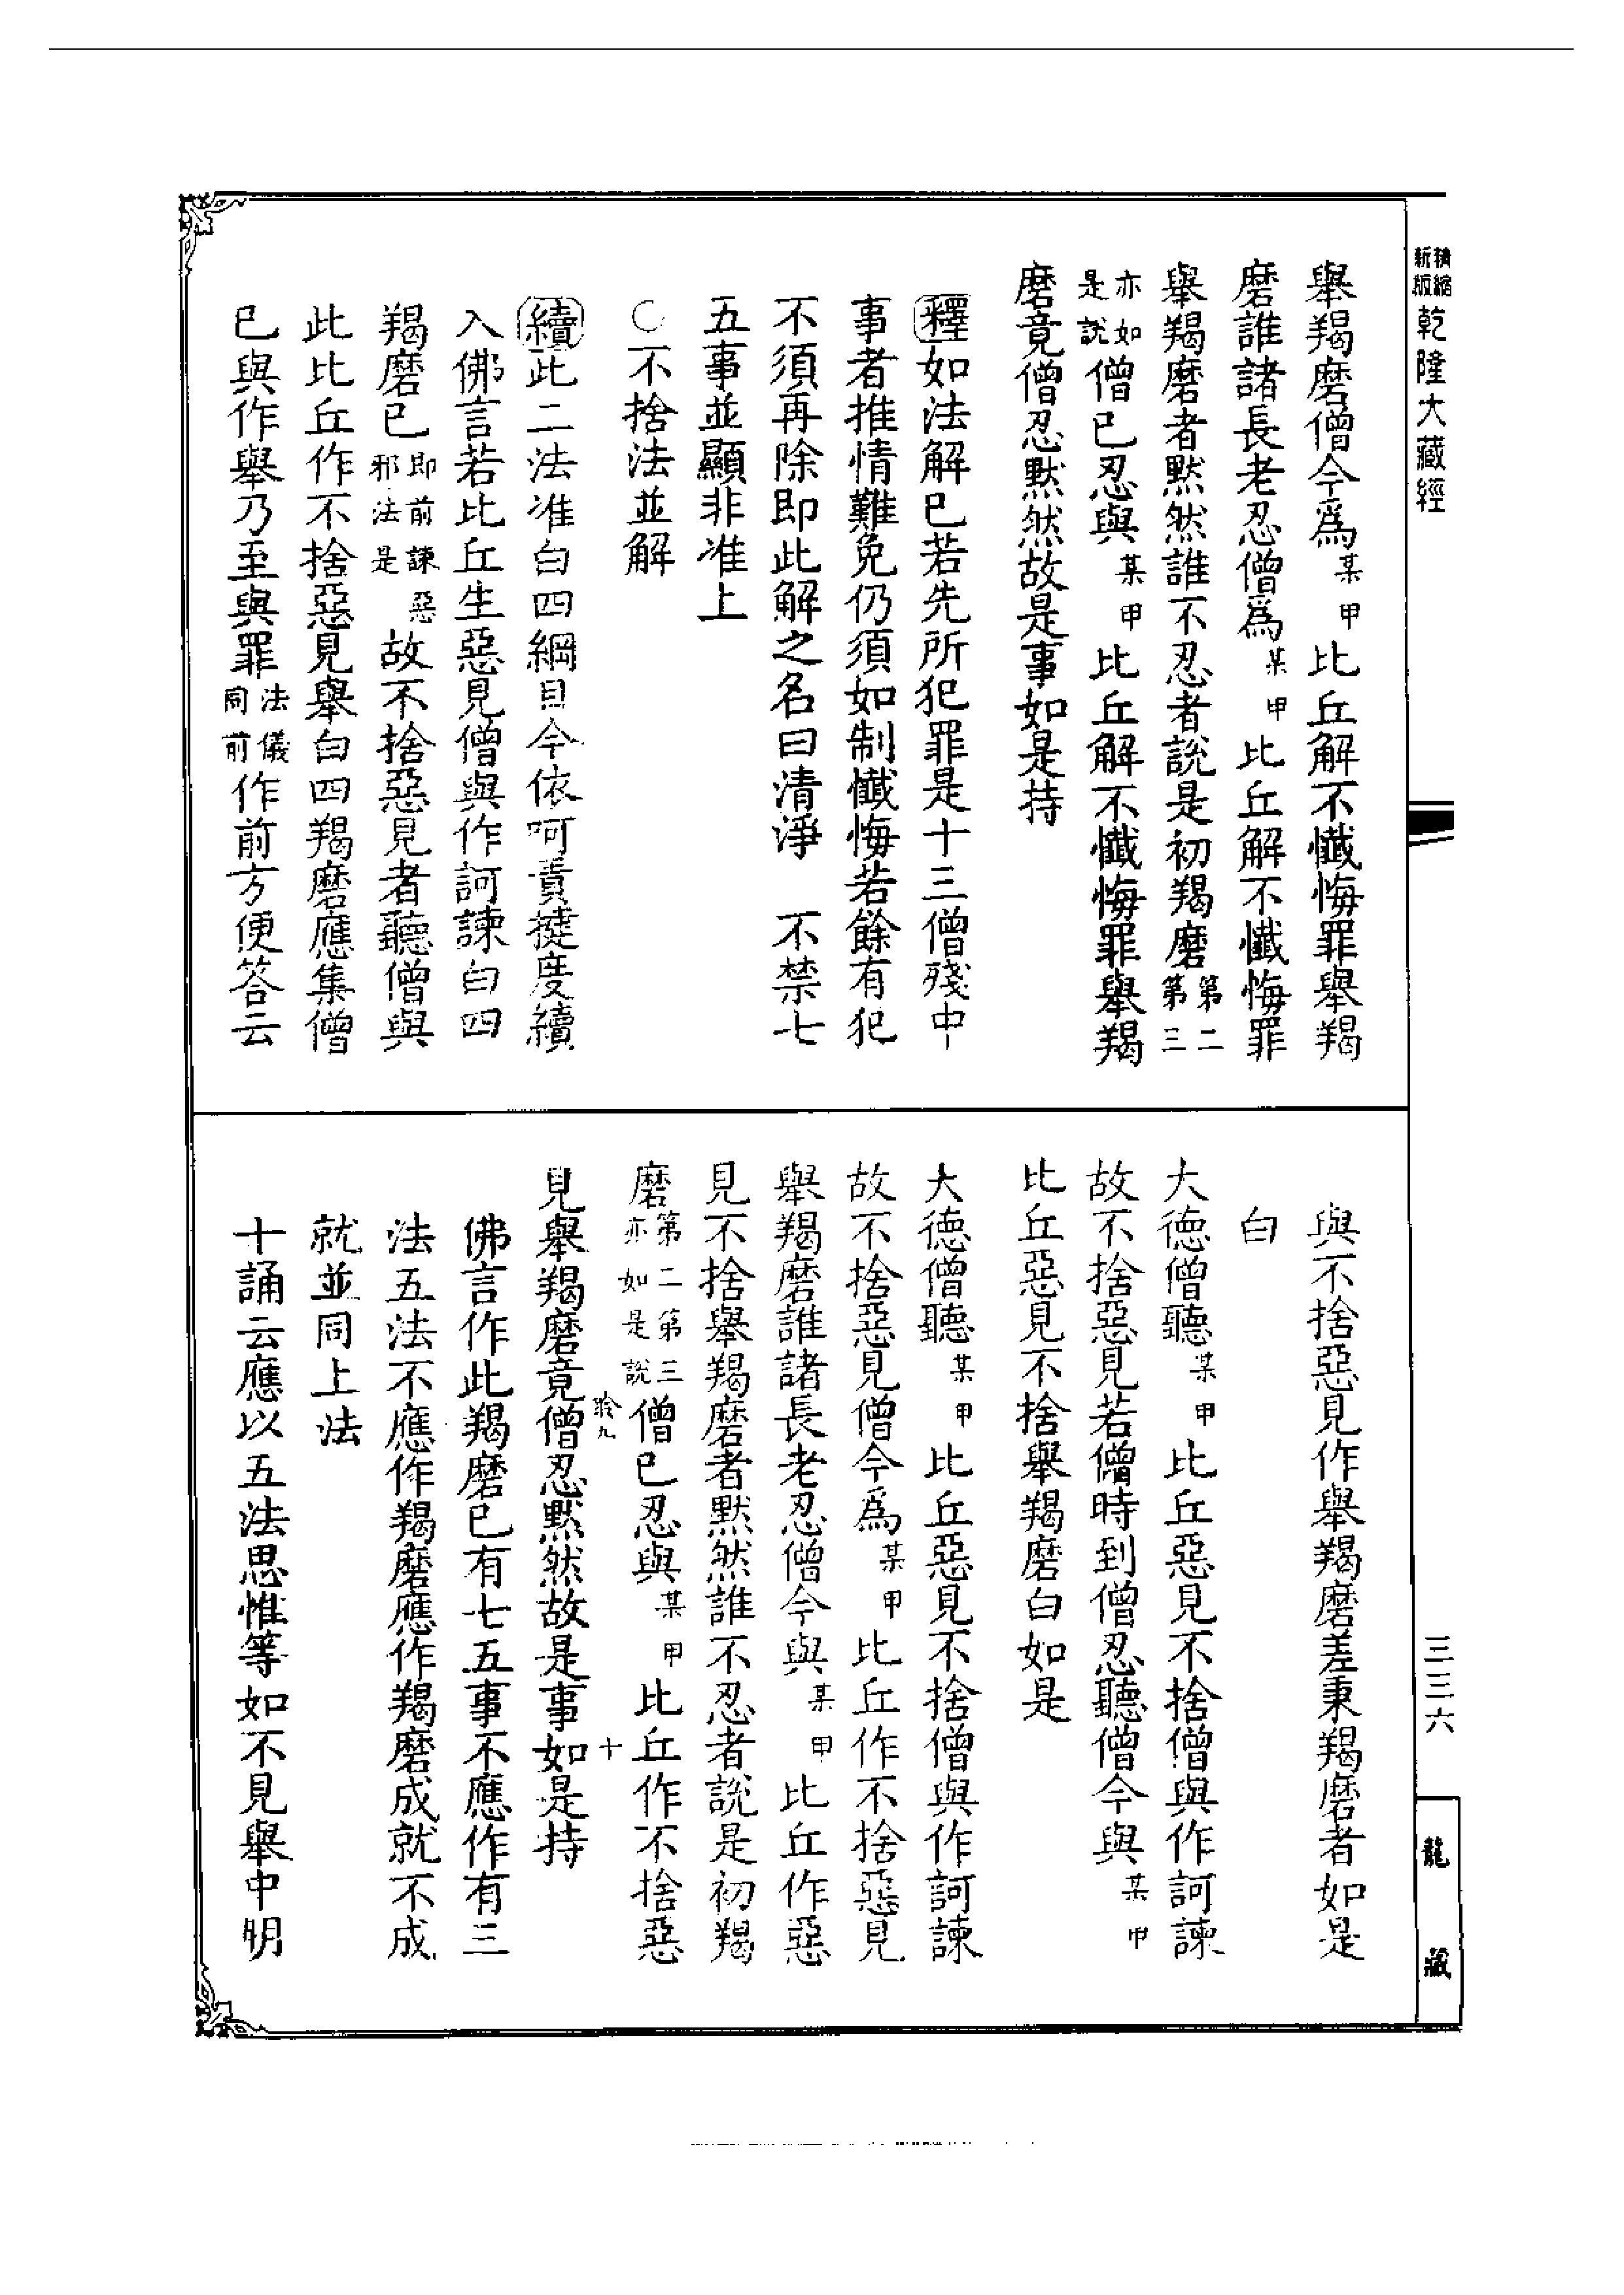 精縮新版乾隆大藏經
舉羯磨僧今爲某甲比丘解不懺悔罪舉羯
磨誰諸長老忍僧爲某甲比丘解不懺悔罪
舉羯磨者默然誰不忍者說是初羯磨第二第三
亦如是說僧已忍與某甲比丘解不懺悔罪舉羯
磨竟僧忍默然故是事如是持
釋如法解已若先所犯罪是十三僧殘中
事者推情難免仍須如制懺悔若餘有犯
不須再除即此解之名曰清淨 不禁七
五事並顯非准上
○不捨法並解
續此二法准白四綱目今依呵責揵度續
入佛言若比丘生惡見僧與作訶諫白四
羯磨已即前諫惡邪法是故不捨惡見者聽僧與
此比丘作不捨惡見舉白四羯磨應集僧
已與作舉乃至與罪法儀同前作前方便答云
與不捨惡見作舉羯磨差秉羯磨者如是
白
大德僧聽某甲比丘惡見不捨僧與作訶諫
故不捨惡見若僧時到僧忍聽僧今與某甲
比丘惡見不捨舉羯磨白如是
大德僧聽某甲比丘惡見不捨僧與作訶諫
故不捨惡見僧今爲某甲比丘作不捨惡見
舉羯磨誰諸長老忍僧今與某甲比丘作惡
見不捨舉羯磨者默然誰不忍者說是初羯
磨第二第三亦如是說僧已忍與某甲比丘作不捨惡
聆九 十
見舉羯磨竟僧忍默然故是事如是持
佛言作此羯磨已有七五事不應作有三
法五法不應作羯磨應作羯磨成就不成
就並同上法
十誦云應以五法思惟等如不見舉中明
三三六
龍藏